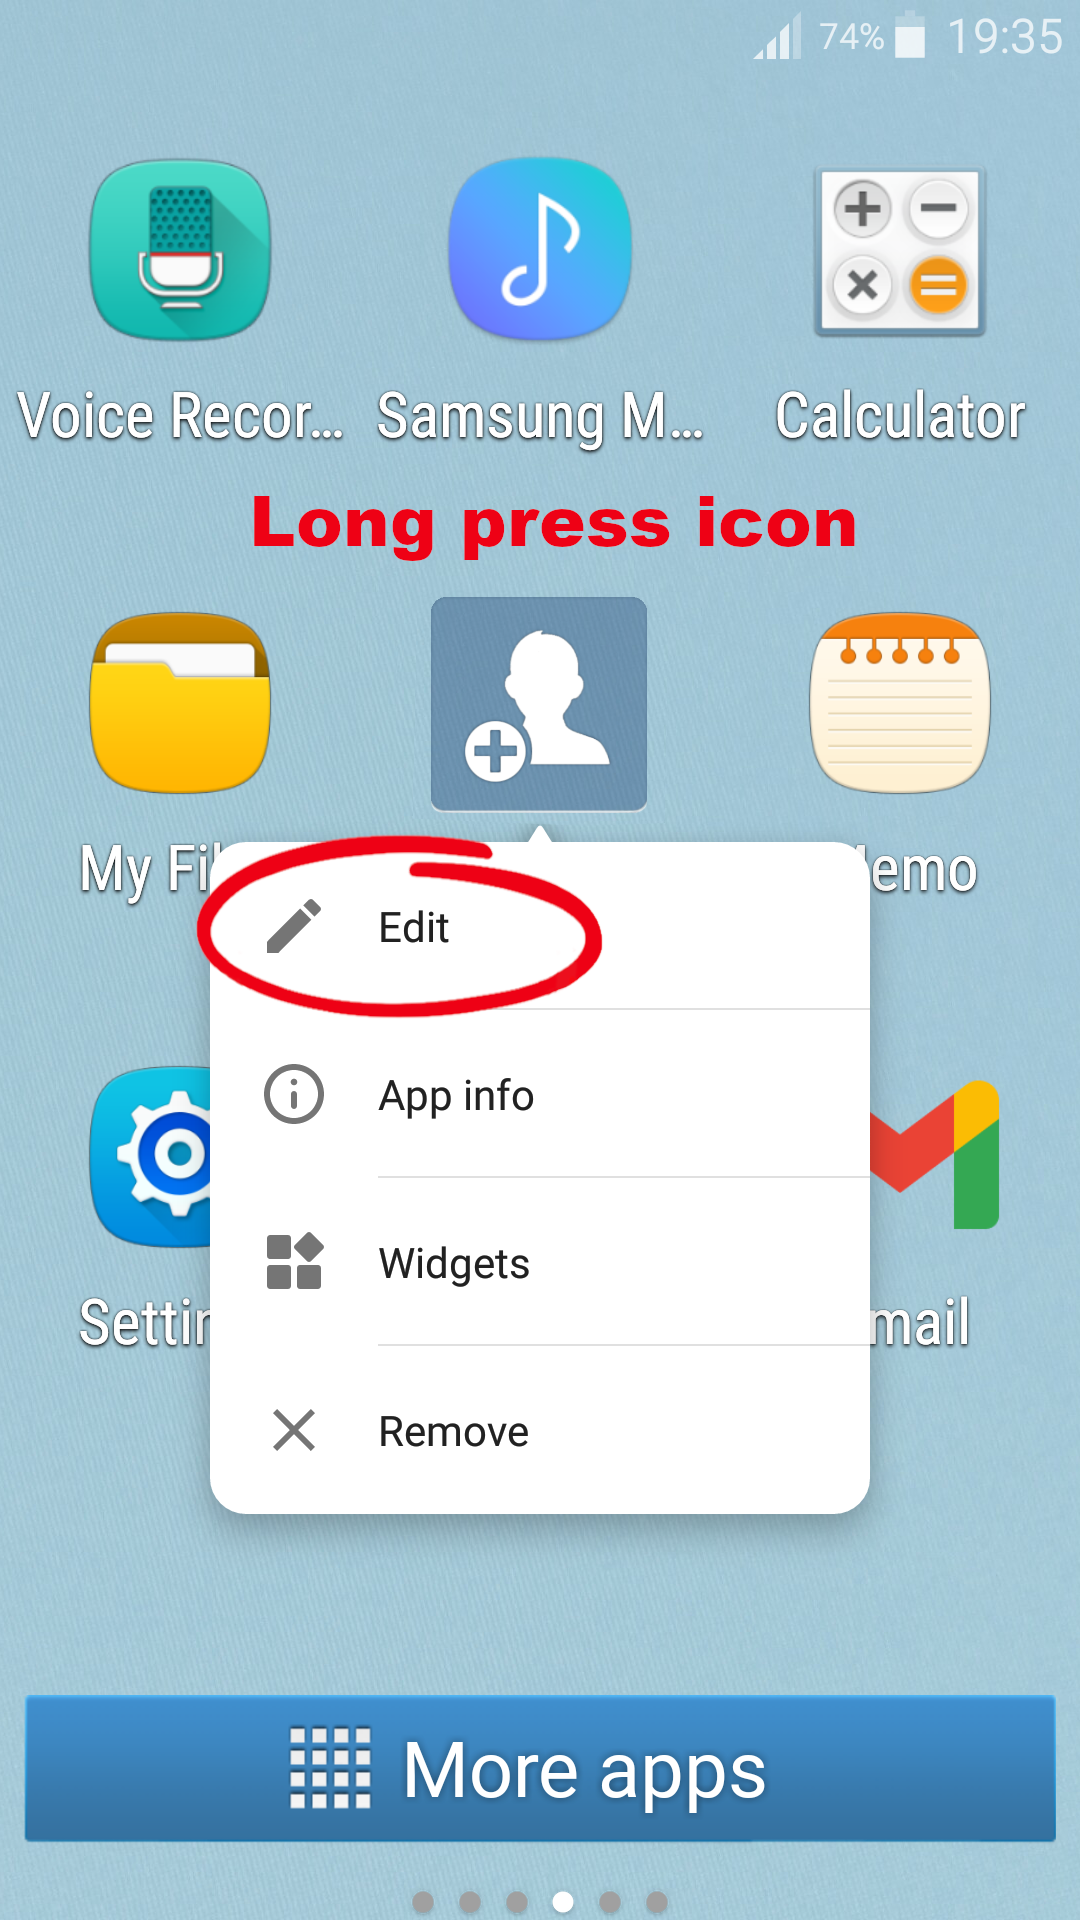 74% 19:35
Voice Recor... Samsung M... Calculator
Long press icon
My Fil emo
Edit
App info
Widgets
Settin mail
Remove
More apps